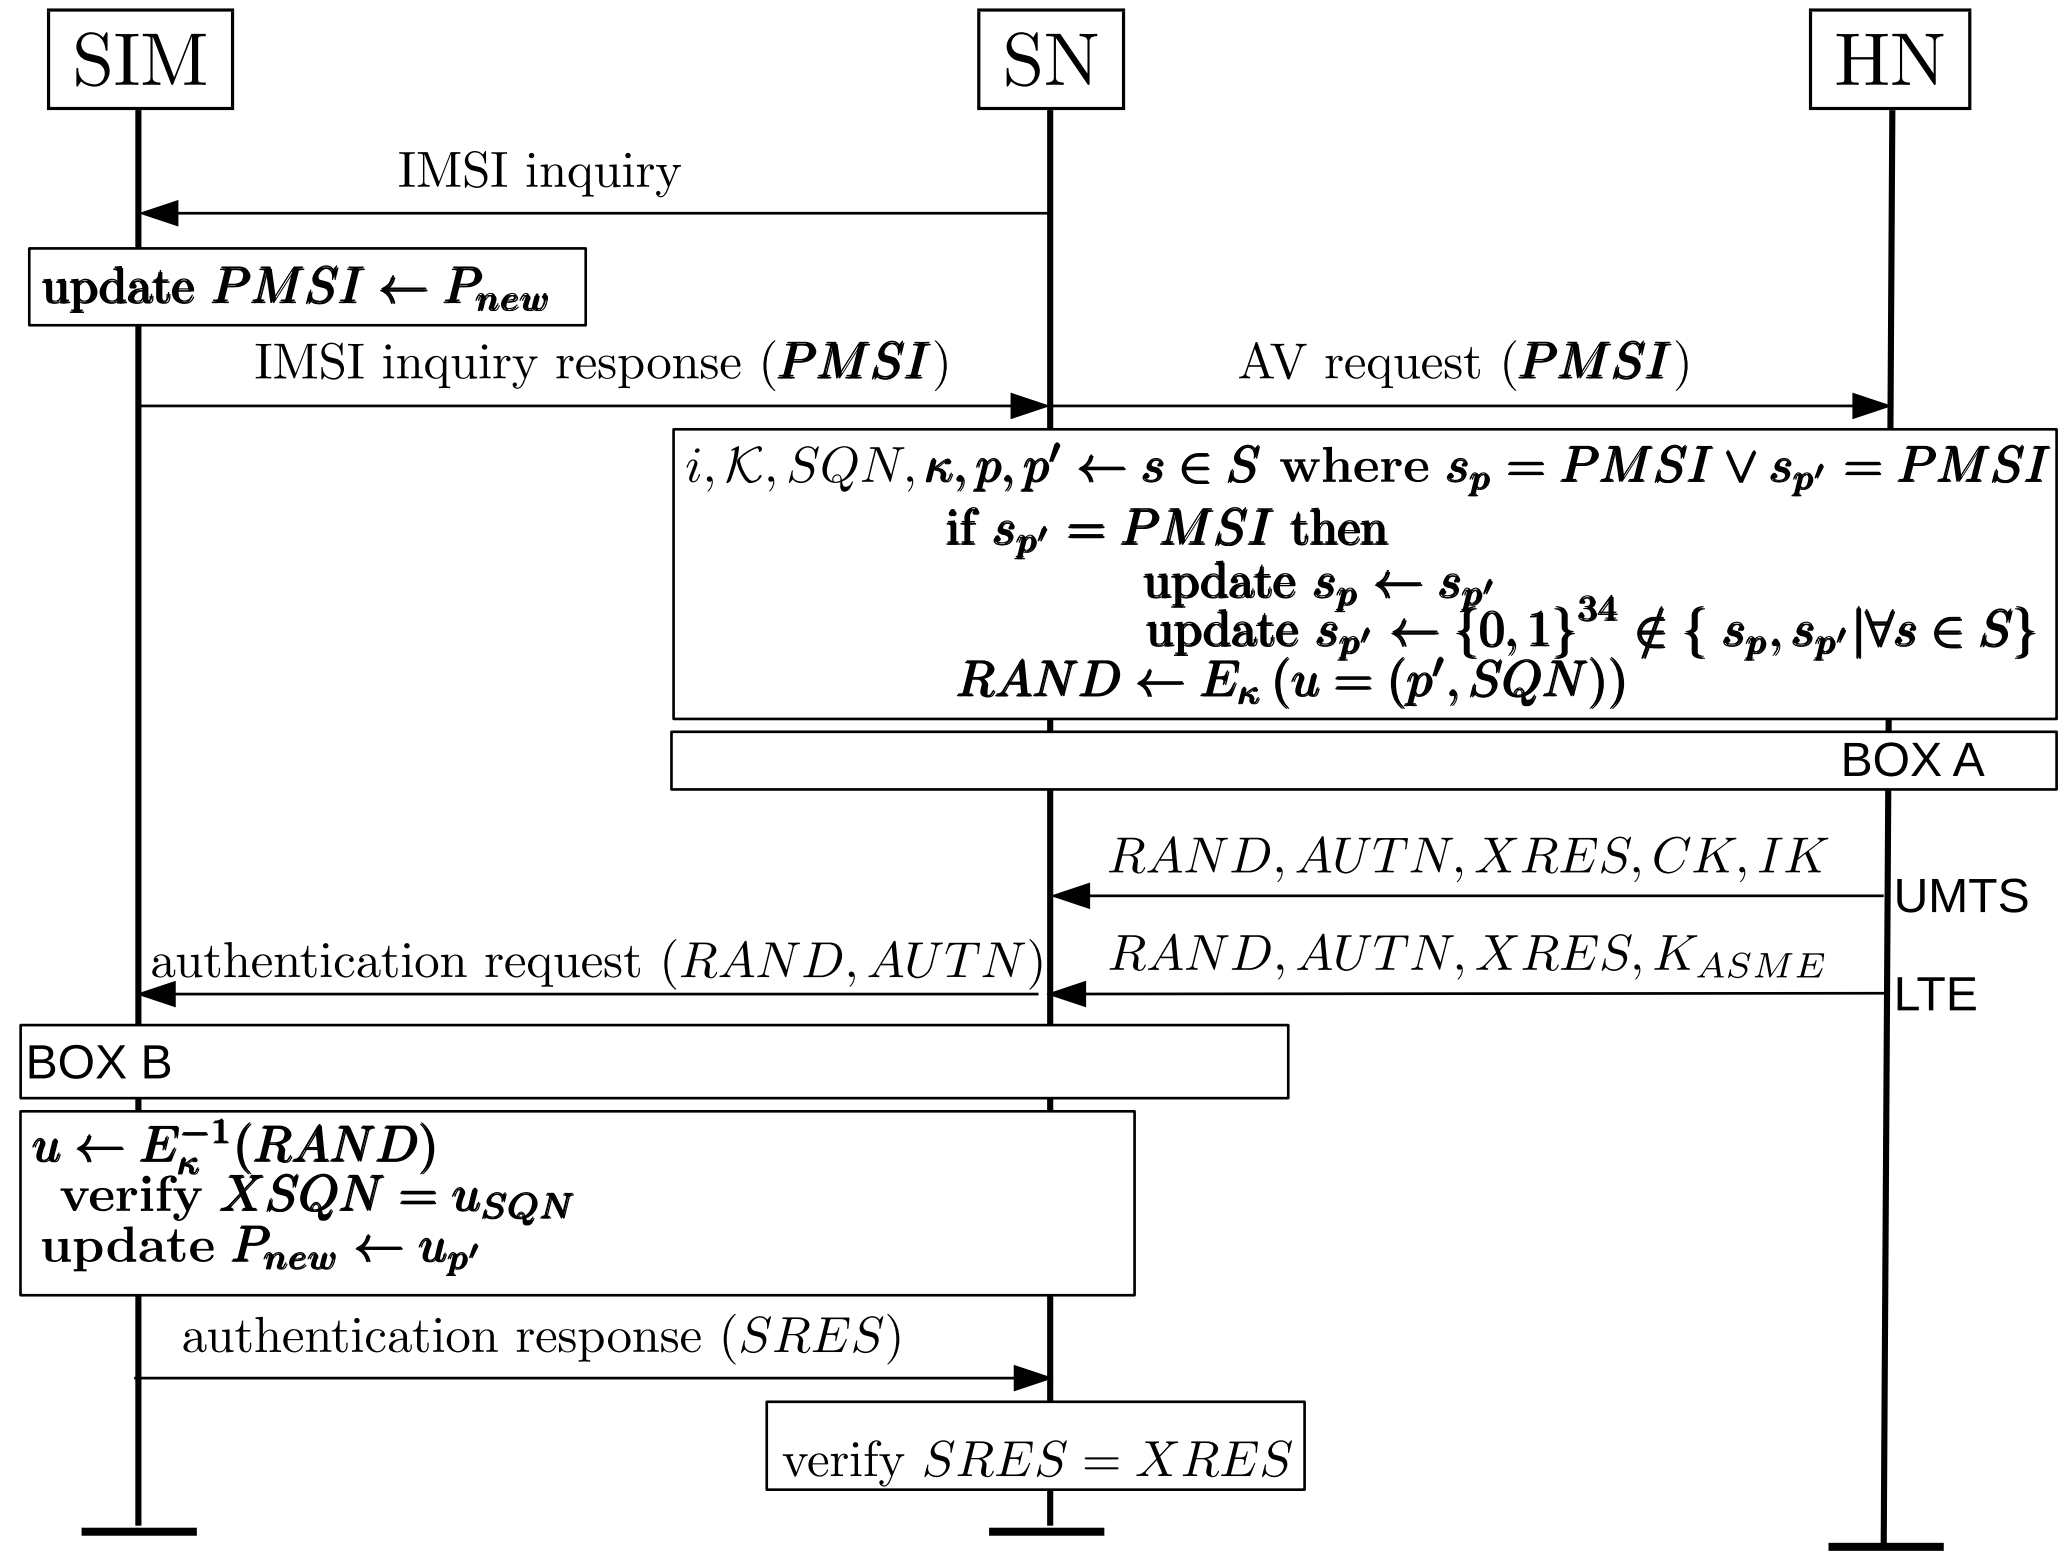 SIM SN HN
IMSI inquiry
update PMSI ← P_new
IMSI inquiry response (PMSI)
AV request (PMSI)
i, 𝒦, SQN, κ, p, p′ ← s ∈ S where s_p = PMSI ∨ s_p′ = PMSI
if s_p′ = PMSI then
update s_p ← s_p′
update s_p′ ← {0, 1}^34 ∉ { s_p, s_p′ |∀s ∈ S}
RAND ← E_κ (u = (p′, SQN))
BOX A
RAND, AUTN, XRES, CK, IK
UMTS
authentication request (RAND, AUTN)
RAND, AUTN, XRES, K_ASME
LTE
BOX B
u ← E_κ^−1(RAND)
verify XSQN = u_SQN
update P_new ← u_p′
authentication response (SRES)
verify SRES = XRES